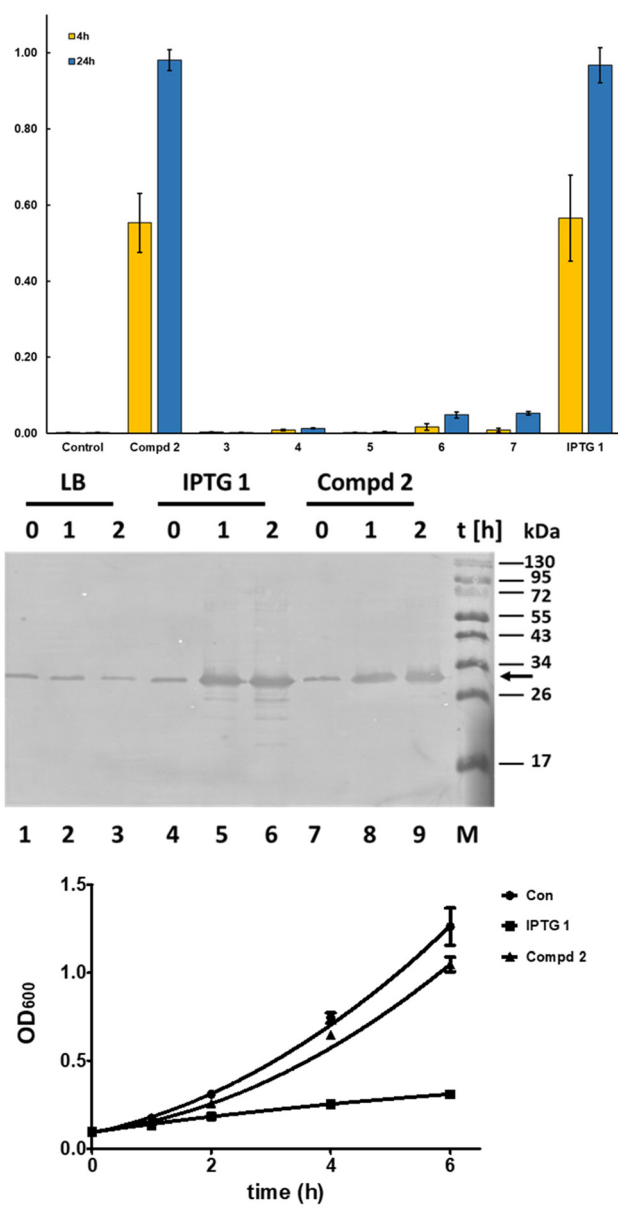 4h
24h
1.00
0.80
0.60
0.40
0.20
0.00
Control Compd 2 3 4 5 6 7 IPTG 1
LB IPTG 1 Compd 2
0 1 2 0 1 2 0 1 2 t [h] kDa
130
95
72
55
43
34
26
17
1 2 3 4 5 6 7 8 9 M
1.5
1.0
0.5
0.0
OD600
0 2 4 6
time (h)
Con
IPTG 1
Compd 2